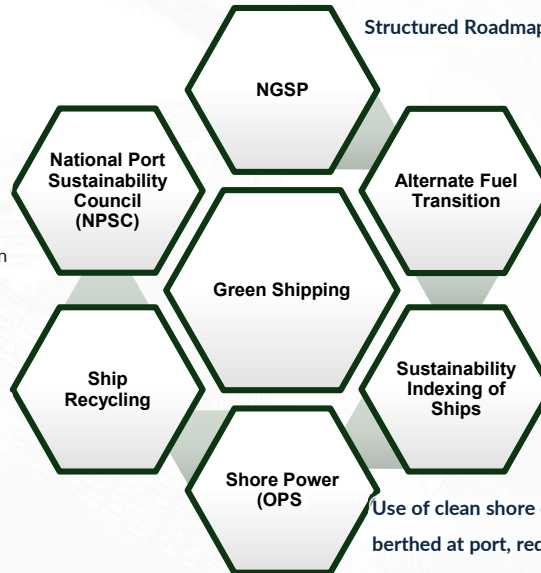 Structured Roadmap
NGSP
National Port
Sustainability
Council
(NPSC)
Alternate Fuel
Transition
Green Shipping
Ship
Recycling
Sustainability
Indexing of
Ships
Shore Power
(OPS
Use of clean shore
berthed at port,